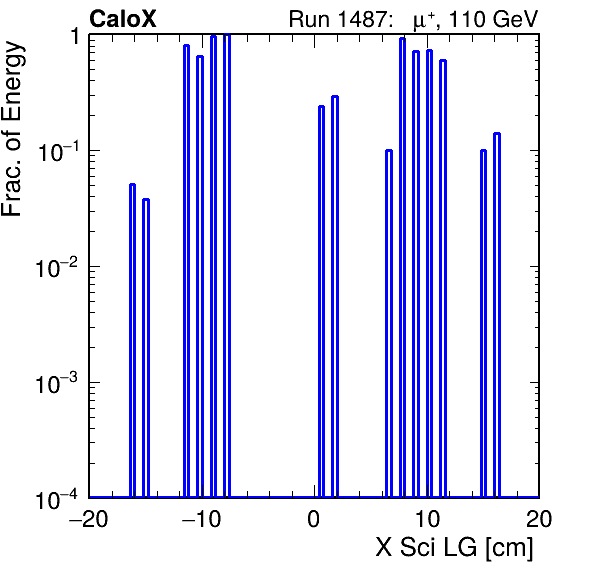 CaloX Run 1487: μ⁺, 110 GeV
Frac. of Energy
1
10⁻¹
10⁻²
10⁻³
10⁻⁴
−20 −10 0 10 20
X Sci LG [cm]